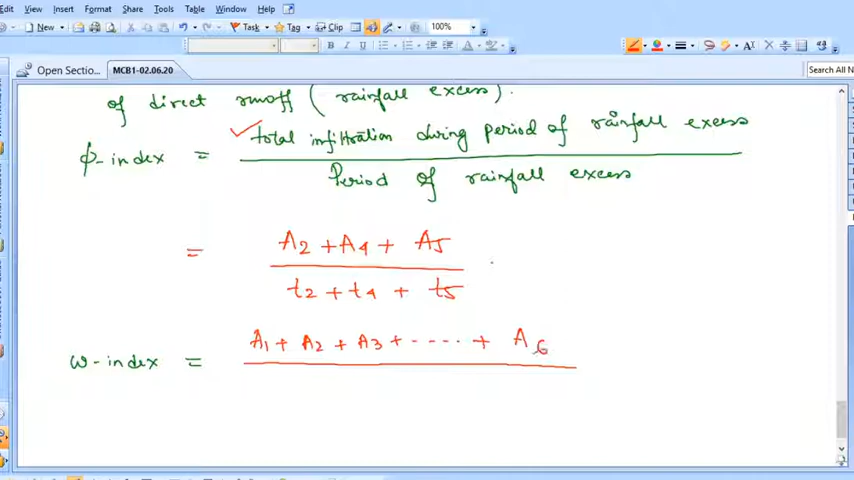 Edit View Insert Format Share Tools Table Window Help
New Task Tag Clip 100%
Open Sectio... MCB1-02.06.20 Search All N
of direct runoff (rainfall excess).
ϕ-index = total infiltration during period of rainfall excess
Period of rainfall excess
= A2 + A4 + A5
t2 + t4 + t5
ω-index = A1 + A2 + A3 + ----- + A6